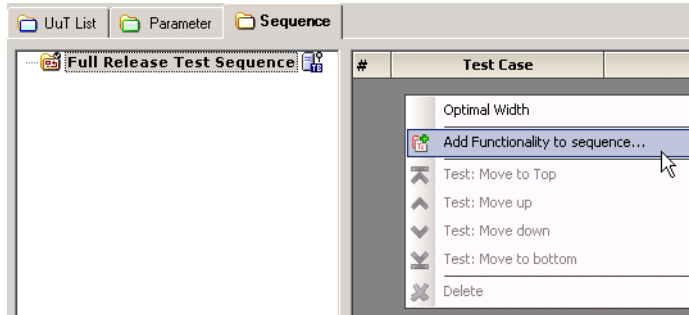 UuT List Parameter Sequence
Full Release Test Sequence
# Test Case
Optimal Width
Add Functionality to sequence...
Test: Move to Top
Test: Move up
Test: Move down
Test: Move to bottom
Delete